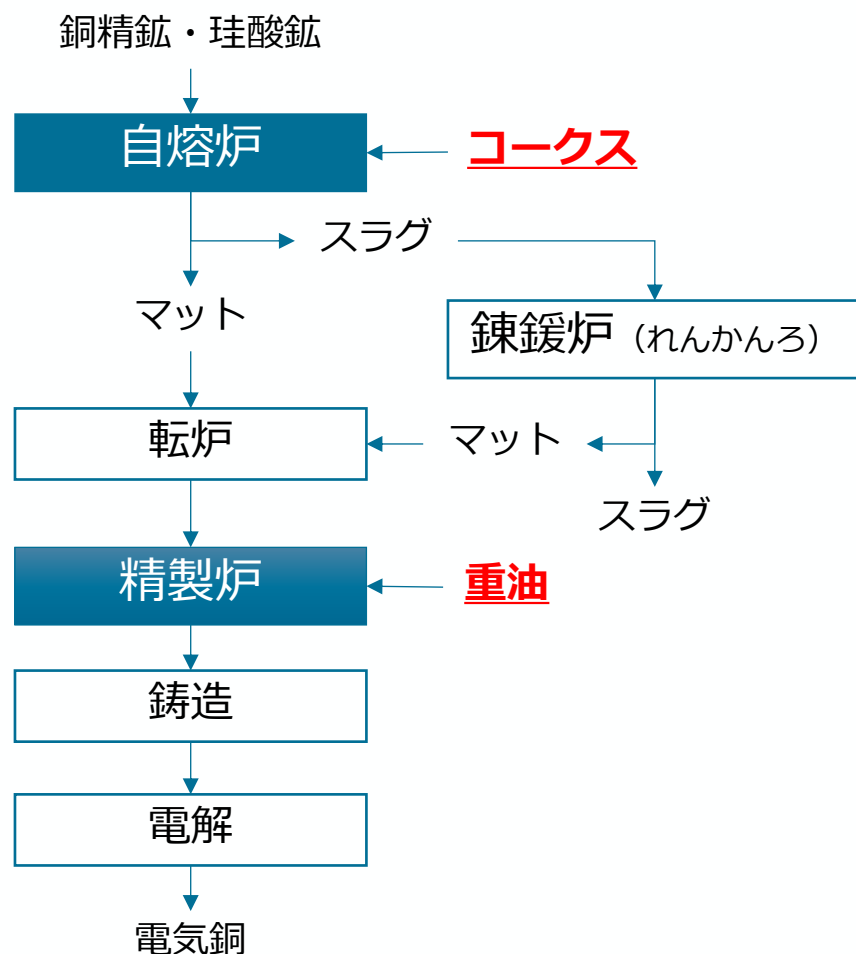 銅精鉱・珪酸鉱
自熔炉
コークス
スラグ
マット
錬鍰炉（れんかんろ）
転炉
マット
スラグ
精製炉
重油
鋳造
電解
電気銅